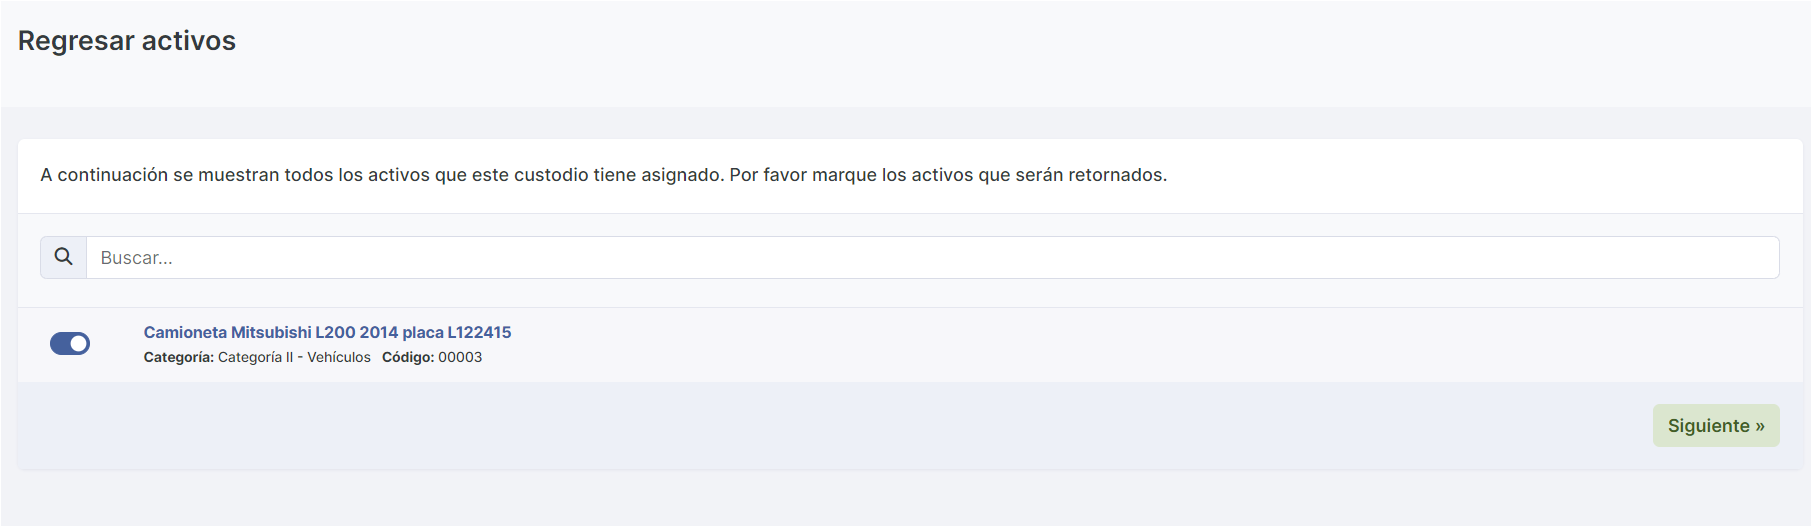 Regresar activos
A continuación se muestran todos los activos que este custodio tiene asignado. Por favor marque los activos que serán retornados.
Buscar...
Camioneta Mitsubishi L200 2014 placa L122415
Categoría: Categoría II - Vehículos Código: 00003
Siguiente »